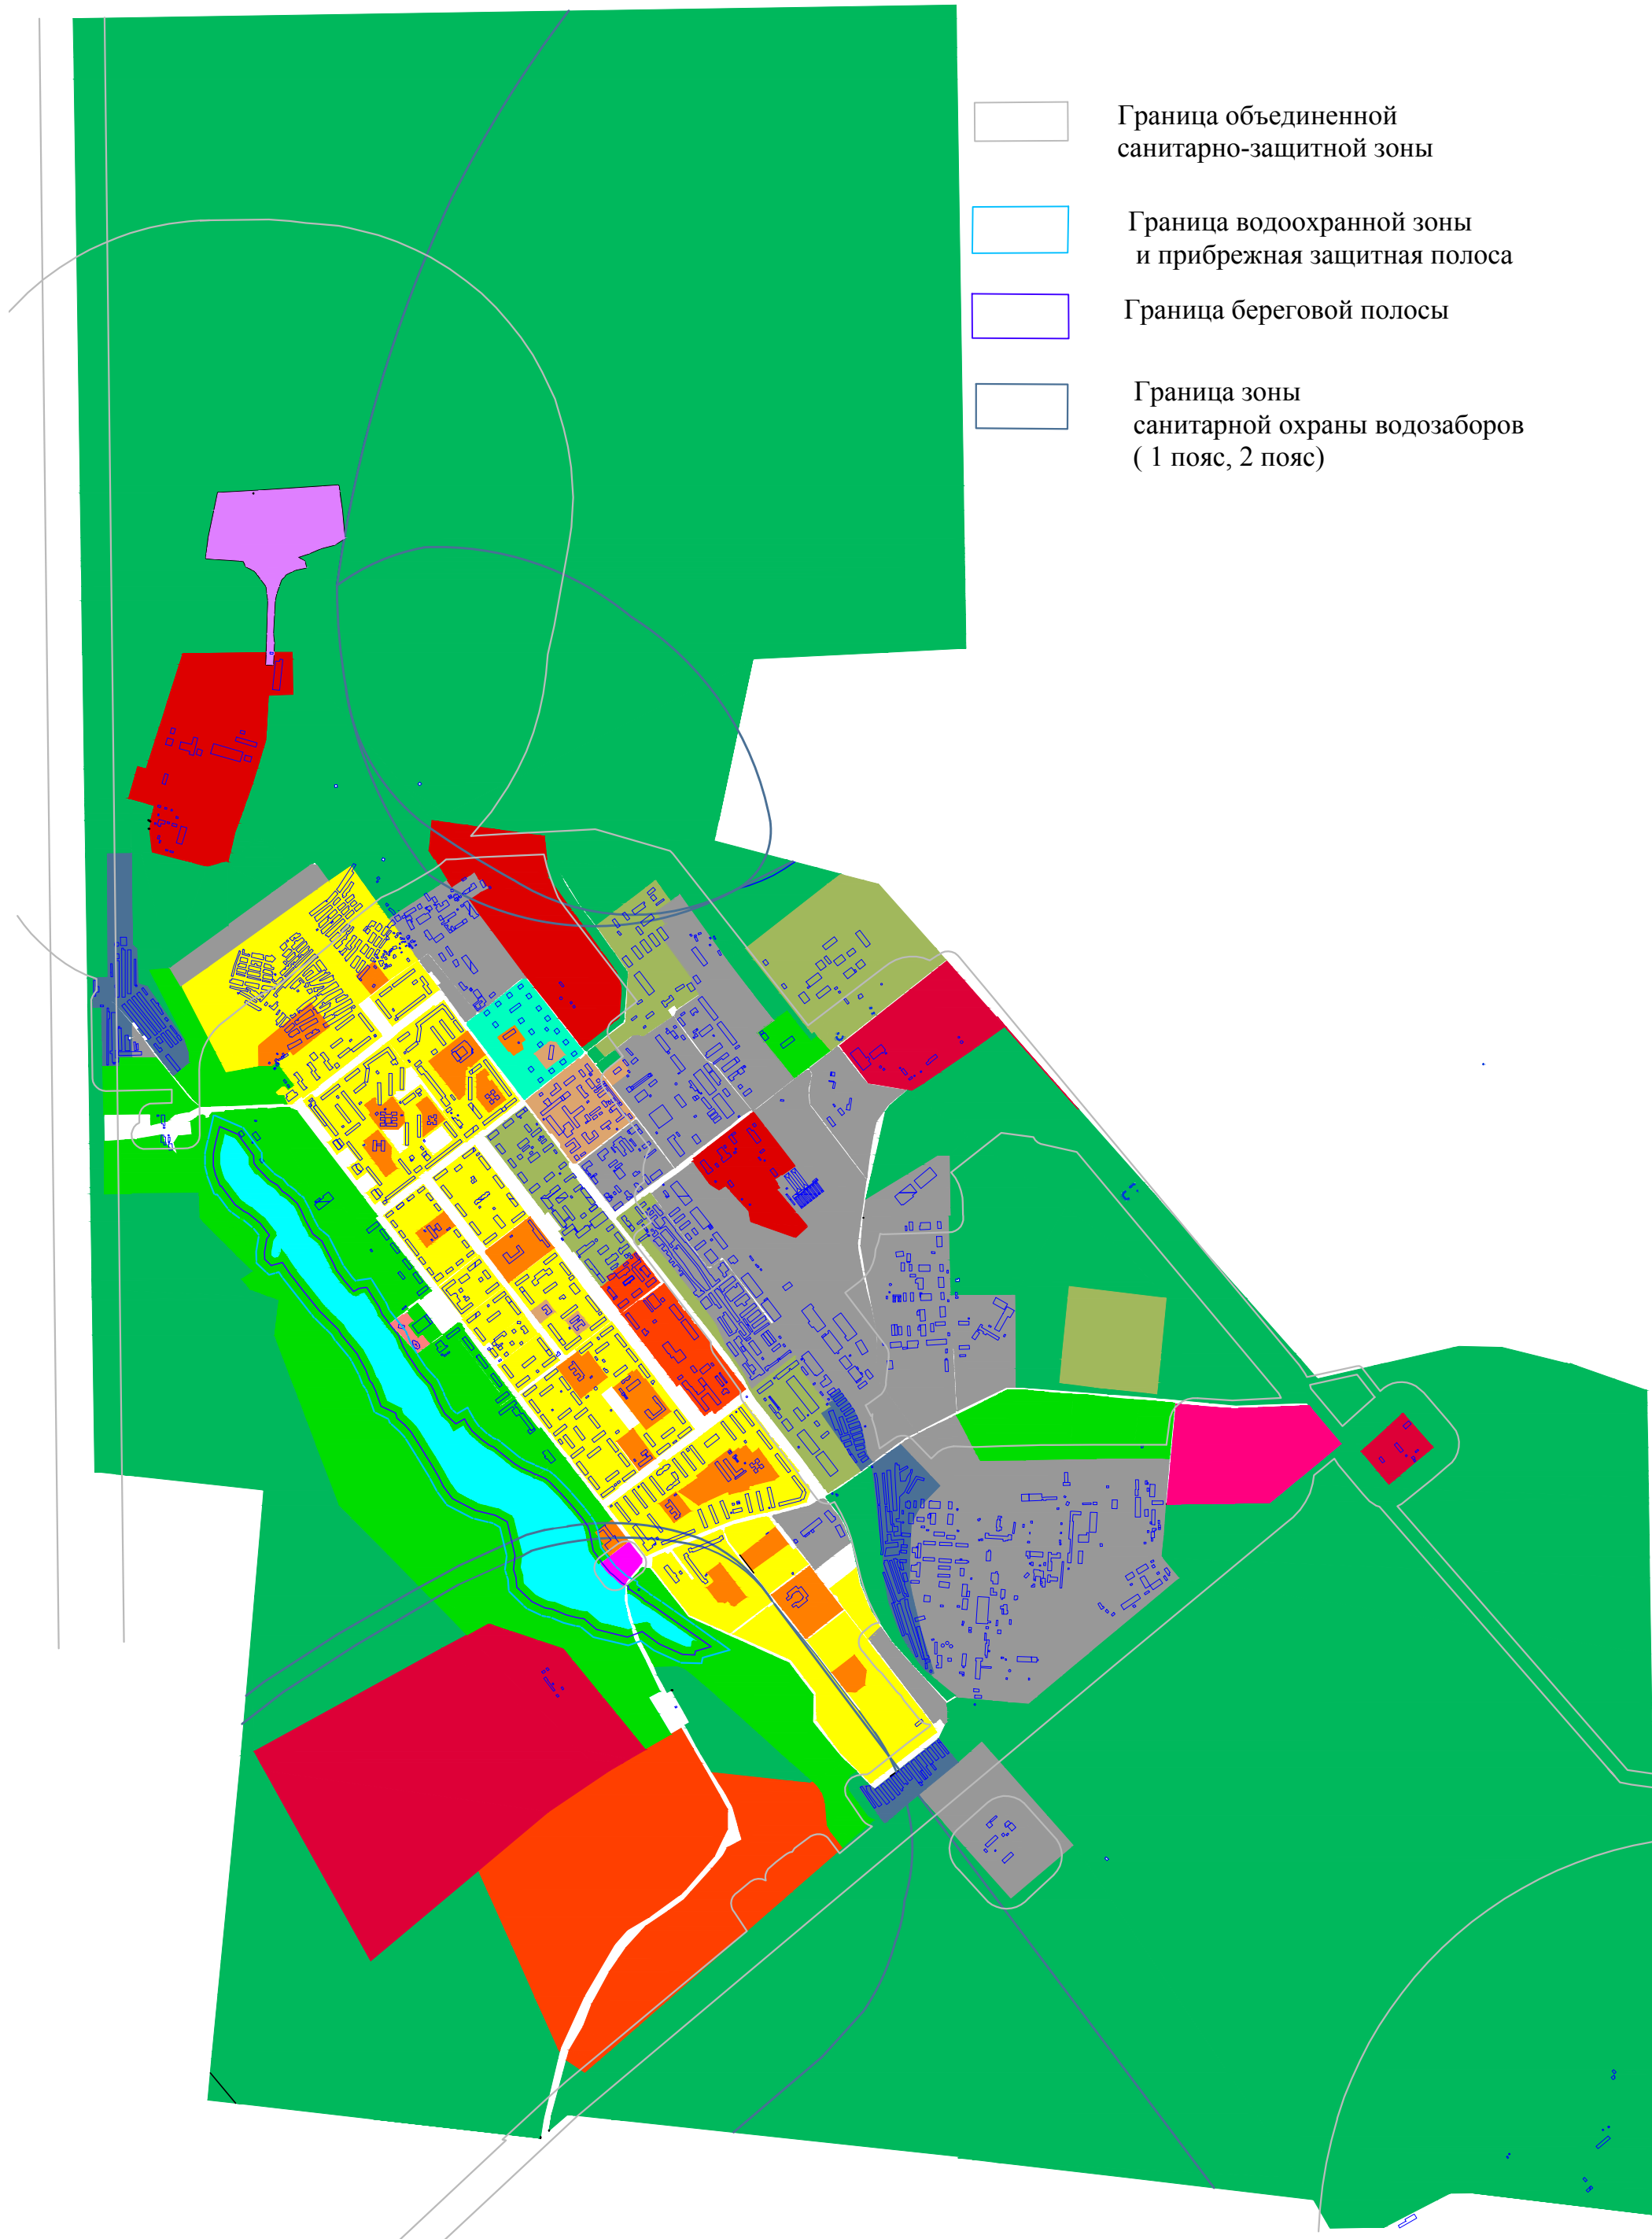 Граница объединенной
санитарно-защитной зоны
Граница водоохранной зоны
и прибрежная защитная полоса
Граница береговой полосы
Граница зоны
санитарной охраны водозаборов
( 1 пояс, 2 пояс)